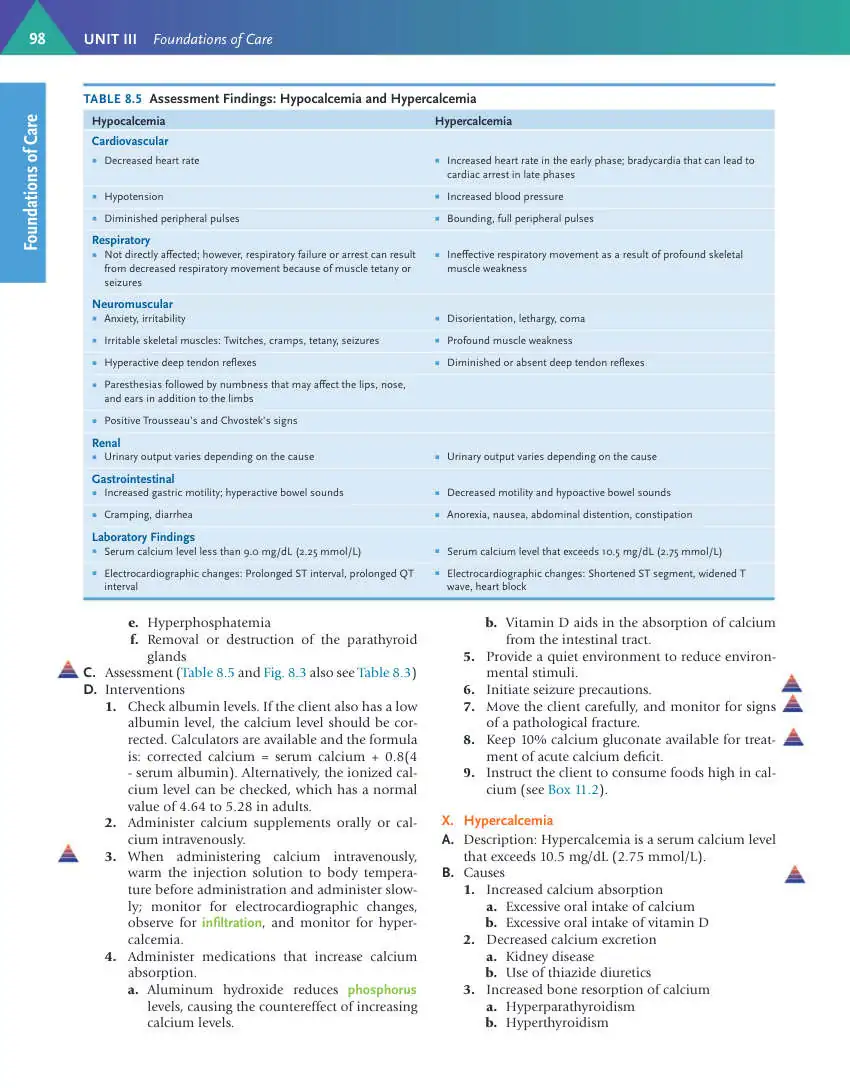 98
UNIT III Foundations of Care
Foundations of Care
TABLE 8.5 Assessment Findings: Hypocalcemia and Hypercalcemia
Hypocalcemia
Hypercalcemia
Cardiovascular
▪ Decreased heart rate
▪ Increased heart rate in the early phase; bradycardia that can lead to
cardiac arrest in late phases
▪ Hypotension
▪ Increased blood pressure
▪ Diminished peripheral pulses
▪ Bounding, full peripheral pulses
Respiratory
▪ Not directly affected; however, respiratory failure or arrest can result
from decreased respiratory movement because of muscle tetany or
seizures
▪ Ineffective respiratory movement as a result of profound skeletal
muscle weakness
Neuromuscular
▪ Anxiety, irritability
▪ Disorientation, lethargy, coma
▪ Irritable skeletal muscles: Twitches, cramps, tetany, seizures
▪ Profound muscle weakness
▪ Hyperactive deep tendon reflexes
▪ Diminished or absent deep tendon reflexes
▪ Paresthesias followed by numbness that may affect the lips, nose,
and ears in addition to the limbs
▪ Positive Trousseau's and Chvostek's signs
Renal
▪ Urinary output varies depending on the cause
▪ Urinary output varies depending on the cause
Gastrointestinal
▪ Increased gastric motility; hyperactive bowel sounds
▪ Decreased motility and hypoactive bowel sounds
▪ Cramping, diarrhea
▪ Anorexia, nausea, abdominal distention, constipation
Laboratory Findings
▪ Serum calcium level less than 9.0 mg/dL (2.25 mmol/L)
▪ Serum calcium level that exceeds 10.5 mg/dL (2.75 mmol/L)
▪ Electrocardiographic changes: Prolonged ST interval, prolonged QT
interval
▪ Electrocardiographic changes: Shortened ST segment, widened T
wave, heart block
e. Hyperphosphatemia
f. Removal or destruction of the parathyroid
glands
C. Assessment (Table 8.5 and Fig. 8.3 also see Table 8.3)
D. Interventions
1. Check albumin levels. If the client also has a low
albumin level, the calcium level should be cor-
rected. Calculators are available and the formula
is: corrected calcium = serum calcium + 0.8(4
- serum albumin). Alternatively, the ionized cal-
cium level can be checked, which has a normal
value of 4.64 to 5.28 in adults.
2. Administer calcium supplements orally or cal-
cium intravenously.
3. When administering calcium intravenously,
warm the injection solution to body tempera-
ture before administration and administer slow-
ly; monitor for electrocardiographic changes,
observe for infiltration, and monitor for hyper-
calcemia.
4. Administer medications that increase calcium
absorption.
a. Aluminum hydroxide reduces phosphorus
levels, causing the countereffect of increasing
calcium levels.
b. Vitamin D aids in the absorption of calcium
from the intestinal tract.
5. Provide a quiet environment to reduce environ-
mental stimuli.
6. Initiate seizure precautions.
7. Move the client carefully, and monitor for signs
of a pathological fracture.
8. Keep 10% calcium gluconate available for treat-
ment of acute calcium deficit.
9. Instruct the client to consume foods high in cal-
cium (see Box 11.2).
X. Hypercalcemia
A. Description: Hypercalcemia is a serum calcium level
that exceeds 10.5 mg/dL (2.75 mmol/L).
B. Causes
1. Increased calcium absorption
a. Excessive oral intake of calcium
b. Excessive oral intake of vitamin D
2. Decreased calcium excretion
a. Kidney disease
b. Use of thiazide diuretics
3. Increased bone resorption of calcium
a. Hyperparathyroidism
b. Hyperthyroidism